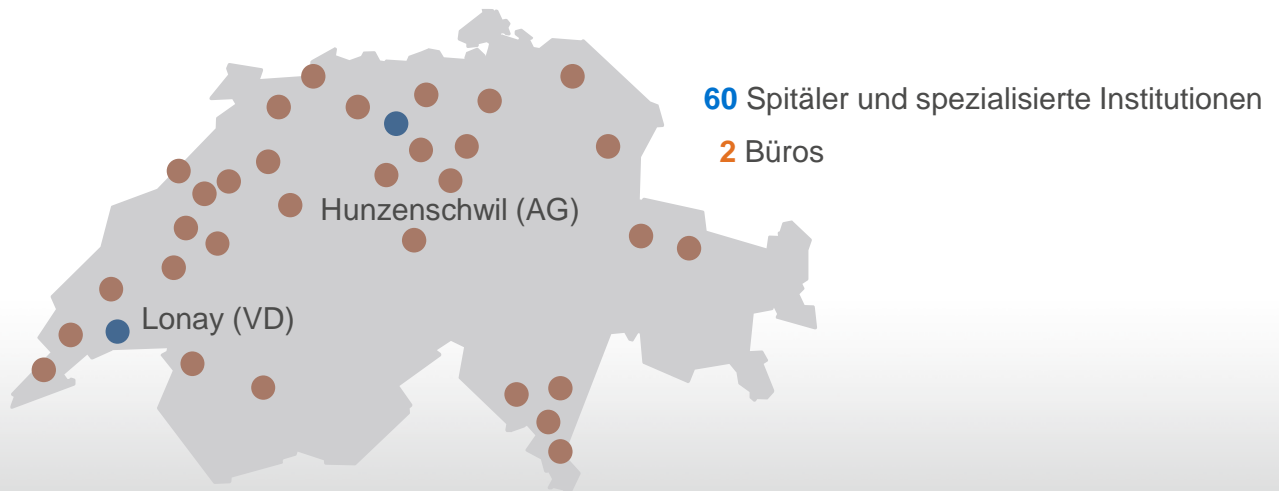 60 Spitäler und spezialisierte Institutionen
2 Büros
Hunzenschwil (AG)
Lonay (VD)